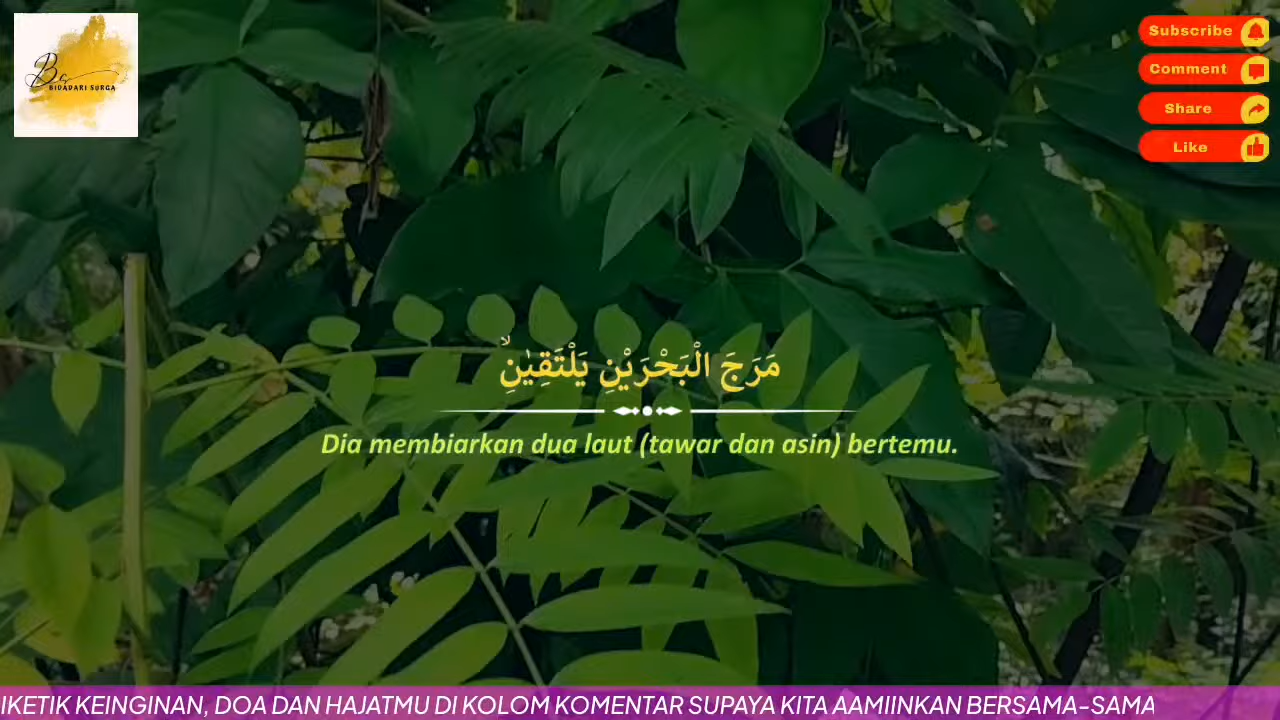 Bs
BIDADARI SURGA
Subscribe
Comment
Share
Like
مَرَجَ الْبَحْرَيْنِ يَلْتَقِيٰنِۙ
Dia membiarkan dua laut (tawar dan asin) bertemu.
IKETIK KEINGINAN, DOA DAN HAJATMU DI KOLOM KOMENTAR SUPAYA KITA AAMIINKAN BERSAMA-SAMA